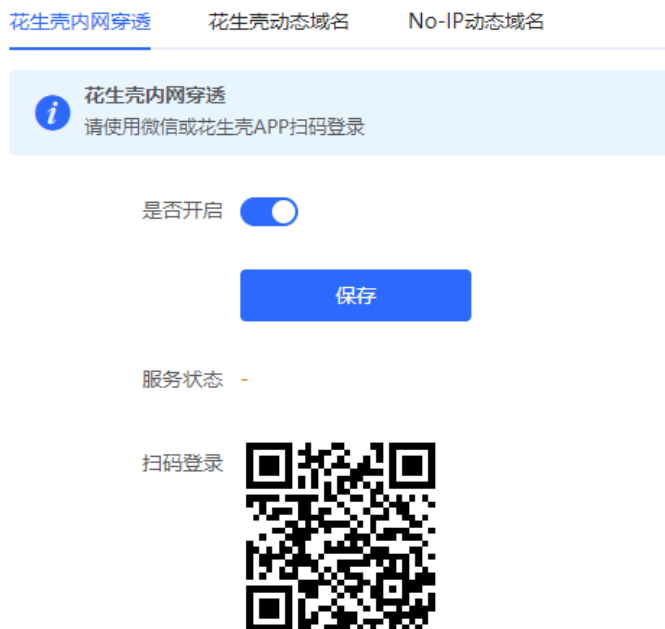 花生壳内网穿透 花生壳动态域名 No-IP动态域名
花生壳内网穿透
请使用微信或花生壳APP扫码登录
是否开启
保存
服务状态 -
扫码登录